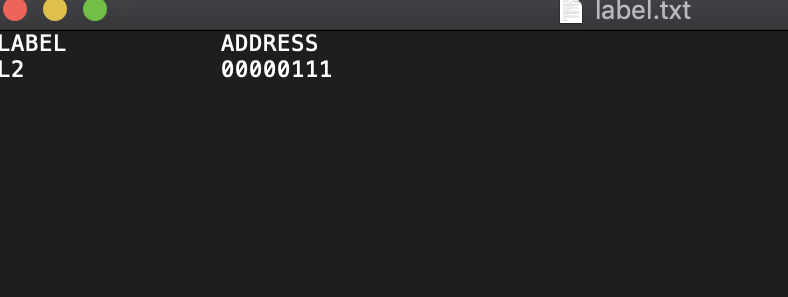 label.txt
LABEL ADDRESS
L2 00000111